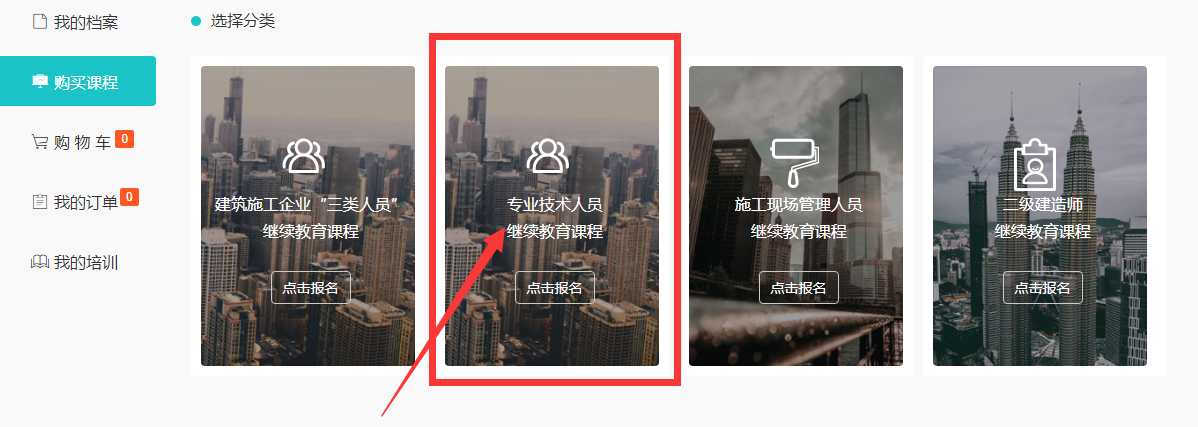 我的档案
购买课程
购 物 车 0
我的订单 0
我的培训
选择分类
建筑施工企业“三类人员”
继续教育课程
点击报名
专业技术人员
继续教育课程
点击报名
施工现场管理人员
继续教育课程
点击报名
二级建造师
继续教育课程
点击报名